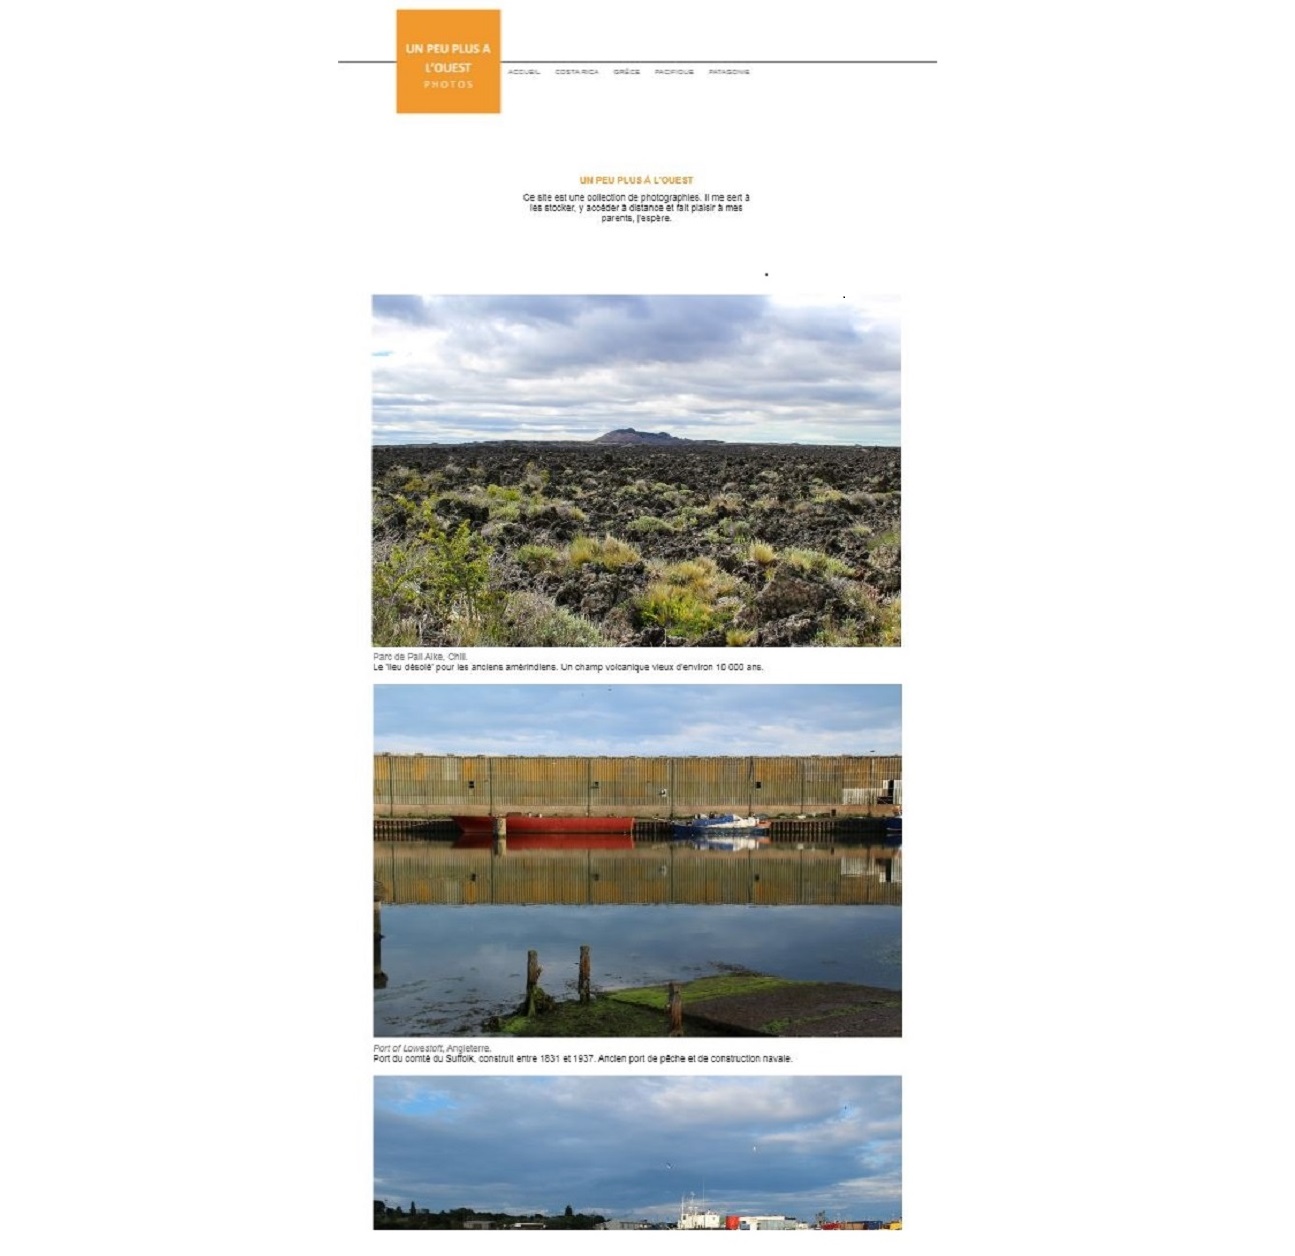 UN PEU PLUS A
L'OUEST
PHOTOS
ACCUEIL COSTA RICA GRÈCE PACIFIQUE PATAGONIE
UN PEU PLUS À L'OUEST
Ce site est une collection de photographies. Il me sert à
les stocker, y accéder à distance et fait plaisir à mes
parents, j'espère.
Parc de Pali Aike, Chili.
Le "lieu désolé" pour les anciens amérindiens. Un champ volcanique vieux d'environ 10 000 ans.
Port of Lowestoft, Angleterre.
Port du comté du Suffolk, construit entre 1831 et 1937. Ancien port de pêche et de construction navale.